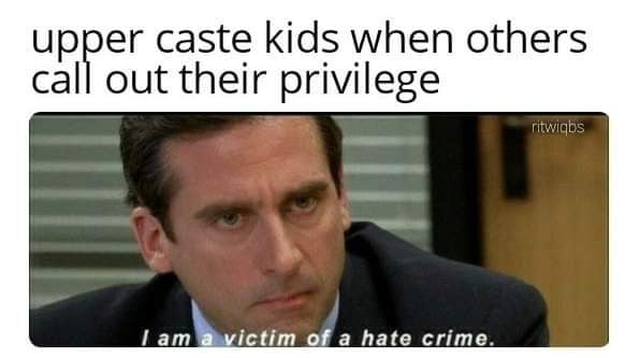 upper caste kids when others
call out their privilege
ritwiqbs
I am a victim of a hate crime.